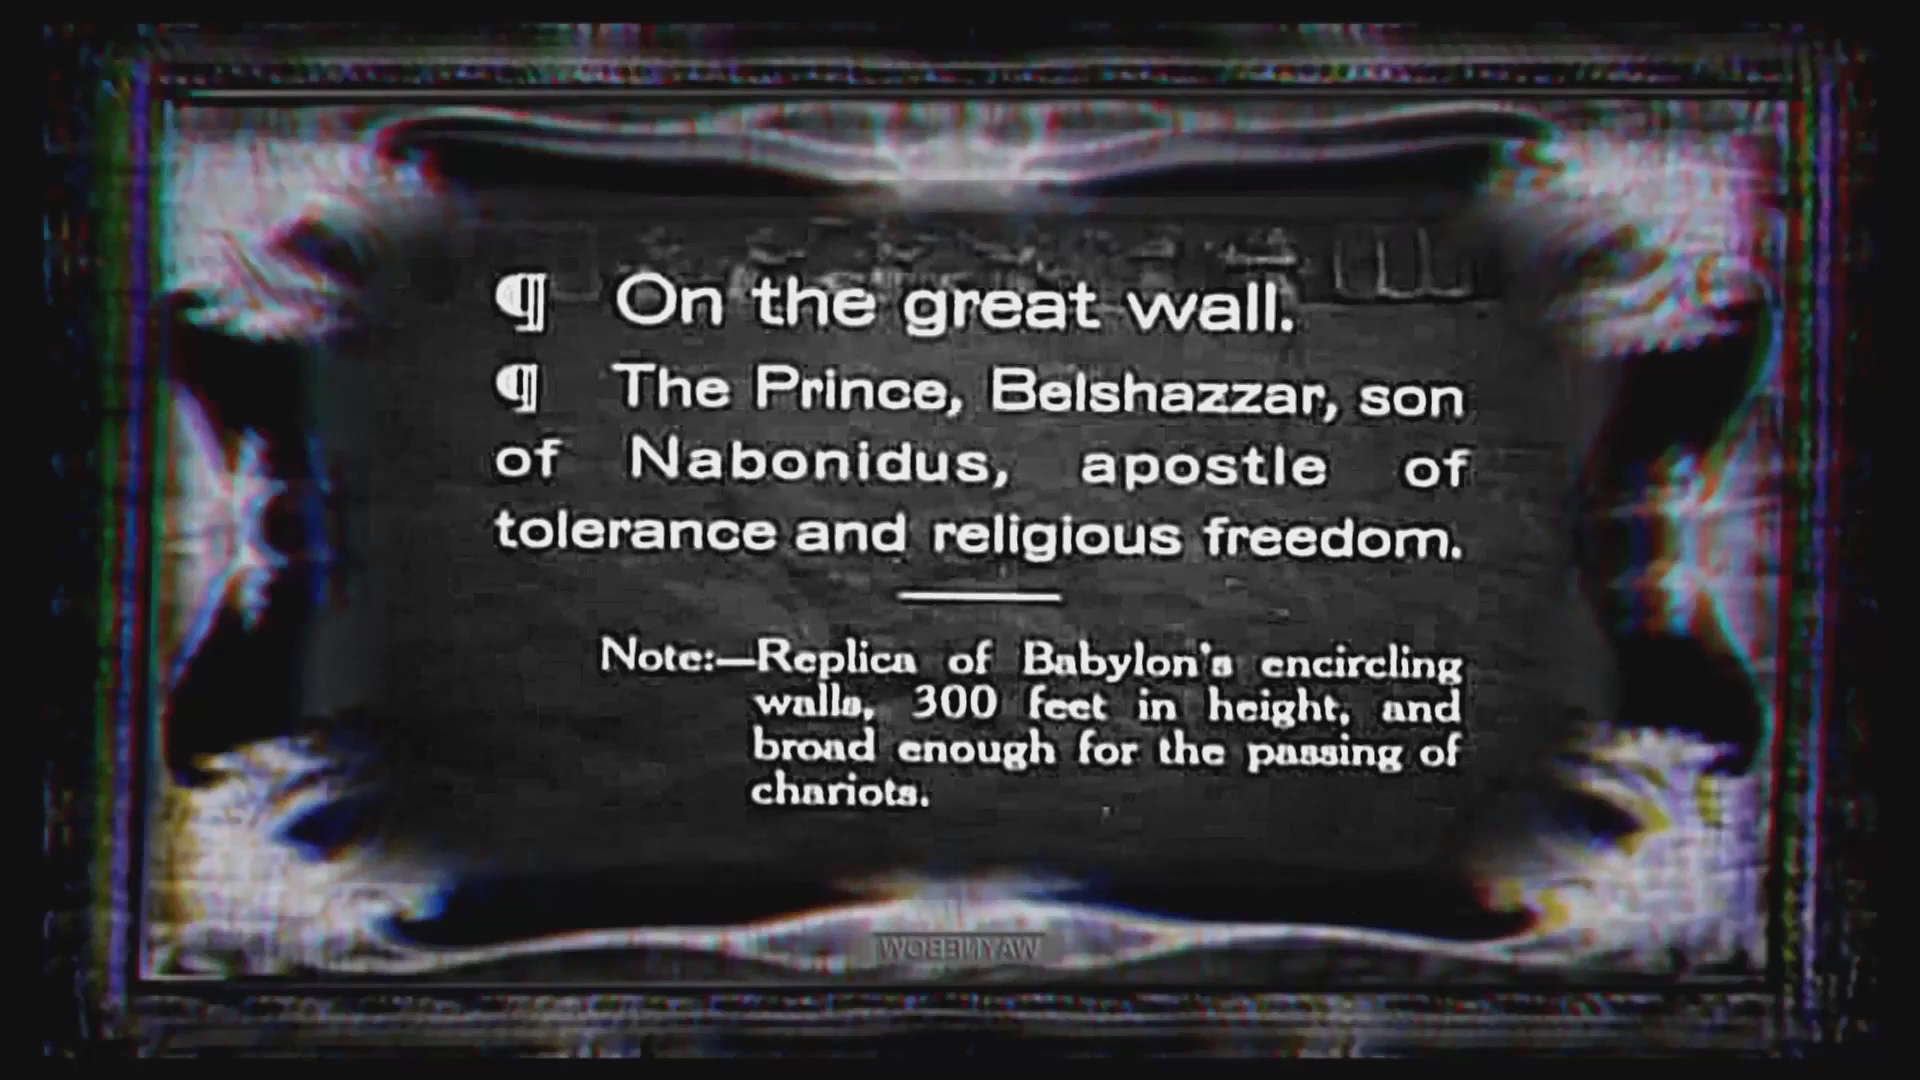 ¶ On the great wall.
¶ The Prince, Belshazzar, son
of Nabonidus, apostle of
tolerance and religious freedom.
Note:—Replica of Babylon's encircling
walls, 300 feet in height, and
broad enough for the passing of
chariots.